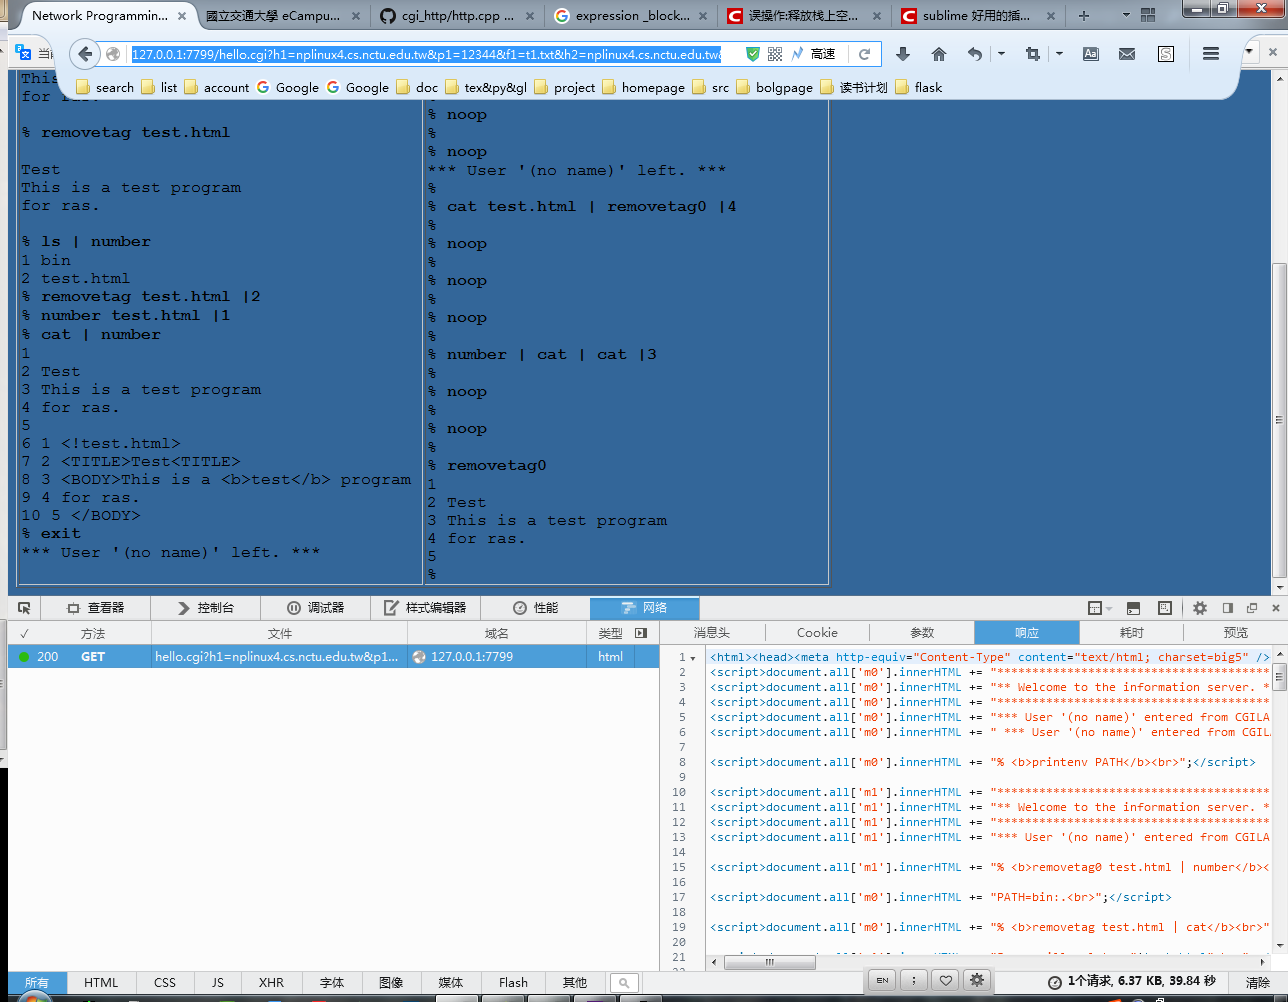 Network Programmin...
國立交通大學 eCampu...
cgi_http/http.cpp ...
expression _block...
误操作:释放栈上空...
sublime 好用的插...
127.0.0.1:7799/hello.cgi?h1=nplinux4.cs.nctu.edu.tw&p1=12344&f1=t1.txt&h2=nplinux4.cs.nctu.edu.tw&
高速
search
list
account
Google
Google
doc
tex&py&gl
project
homepage
src
bolgpage
读书计划
flask
This
for ras.
% removetag test.html
Test
This is a test program
for ras.
% ls | number
1 bin
2 test.html
% removetag test.html |2
% number test.html |1
% cat | number
1
2 Test
3 This is a test program
4 for ras.
5
6 1 <!test.html>
7 2 <TITLE>Test<TITLE>
8 3 <BODY>This is a <b>test</b> program
9 4 for ras.
10 5 </BODY>
% exit
*** User '(no name)' left. ***
% noop
%
% noop
*** User '(no name)' left. ***
%
% cat test.html | removetag0 |4
%
% noop
%
% noop
%
% noop
%
% number | cat | cat |3
%
% noop
%
% noop
%
% removetag0
1
2 Test
3 This is a test program
4 for ras.
5
%
查看器
控制台
调试器
样式编辑器
性能
网络
✓ 方法 文件 域名 类型
200 GET hello.cgi?h1=nplinux4.cs.nctu.edu.tw&p1... 127.0.0.1:7799 html
消息头 Cookie 参数 响应 耗时 预览
1 <html><head><meta http-equiv="Content-Type" content="text/html; charset=big5" />
2 <script>document.all['m0'].innerHTML += "***************************************
3 <script>document.all['m0'].innerHTML += "** Welcome to the information server. *
4 <script>document.all['m0'].innerHTML += "***************************************
5 <script>document.all['m0'].innerHTML += "*** User '(no name)' entered from CGILA
6 <script>document.all['m0'].innerHTML += " *** User '(no name)' entered from CGIL
7
8 <script>document.all['m0'].innerHTML += "% <b>printenv PATH</b><br>";</script>
9
10 <script>document.all['m1'].innerHTML += "***************************************
11 <script>document.all['m1'].innerHTML += "** Welcome to the information server. *
12 <script>document.all['m1'].innerHTML += "***************************************
13 <script>document.all['m1'].innerHTML += "*** User '(no name)' entered from CGILA
14
15 <script>document.all['m1'].innerHTML += "% <b>removetag0 test.html | number</b><
16
17 <script>document.all['m0'].innerHTML += "PATH=bin:.<br>";</script>
18
19 <script>document.all['m0'].innerHTML += "% <b>removetag test.html | cat</b><br>"
20
21
所有 HTML CSS JS XHR 字体 图像 媒体 Flash 其他
EN ;
1个请求, 6.37 KB, 39.84 秒 清除